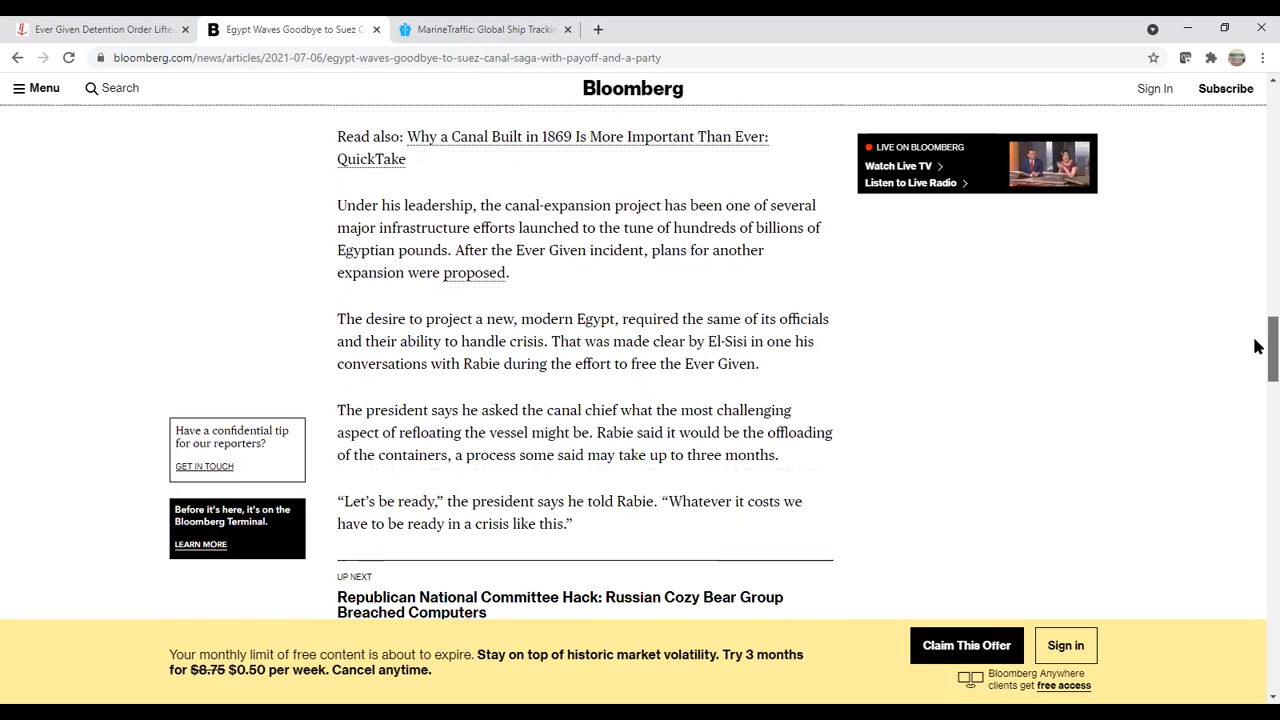 Ever Given Detention Order Lifte
Egypt Waves Goodbye to Suez C
MarineTraffic: Global Ship Trackin
bloomberg.com/news/articles/2021-07-06/egypt-waves-goodbye-to-suez-canal-saga-with-payoff-and-a-party
Menu
Search
Bloomberg
Sign In
Subscribe
Read also: Why a Canal Built in 1869 Is More Important Than Ever:
QuickTake
LIVE ON BLOOMBERG
Watch Live TV
Listen to Live Radio
Under his leadership, the canal-expansion project has been one of several
major infrastructure efforts launched to the tune of hundreds of billions of
Egyptian pounds. After the Ever Given incident, plans for another
expansion were proposed.
The desire to project a new, modern Egypt, required the same of its officials
and their ability to handle crisis. That was made clear by El-Sisi in one his
conversations with Rabie during the effort to free the Ever Given.
The president says he asked the canal chief what the most challenging
aspect of refloating the vessel might be. Rabie said it would be the offloading
of the containers, a process some said may take up to three months.
“Let’s be ready,” the president says he told Rabie. “Whatever it costs we
have to be ready in a crisis like this.”
Have a confidential tip
for our reporters?
GET IN TOUCH
Before it's here, it's on the
Bloomberg Terminal.
LEARN MORE
UP NEXT
Republican National Committee Hack: Russian Cozy Bear Group
Breached Computers
Your monthly limit of free content is about to expire. Stay on top of historic market volatility. Try 3 months
for $8.75 $0.50 per week. Cancel anytime.
Claim This Offer
Sign in
Bloomberg Anywhere
clients get free access